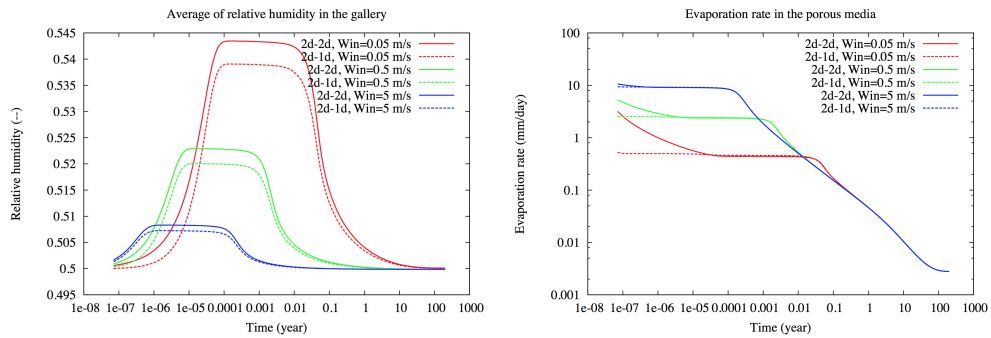 Average of relative humidity in the gallery
0.545
0.54
0.535
0.53
0.525
0.52
0.515
0.51
0.505
0.5
0.495
Relative humidity (--)
2d-2d, Win=0.05 m/s
2d-1d, Win=0.05 m/s
2d-2d, Win=0.5 m/s
2d-1d, Win=0.5 m/s
2d-2d, Win=5 m/s
2d-1d, Win=5 m/s
1e-08 1e-07 1e-06 1e-05 0.0001 0.001 0.01 0.1 1 10 100 1000
Time (year)
Evaporation rate in the porous media
100
10
1
0.1
0.01
0.001
Evaporation rate (mm/day)
2d-2d, Win=0.05 m/s
2d-1d, Win=0.05 m/s
2d-2d, Win=0.5 m/s
2d-1d, Win=0.5 m/s
2d-2d, Win=5 m/s
2d-1d, Win=5 m/s
1e-08 1e-07 1e-06 1e-05 0.0001 0.001 0.01 0.1 1 10 100 1000
Time (year)